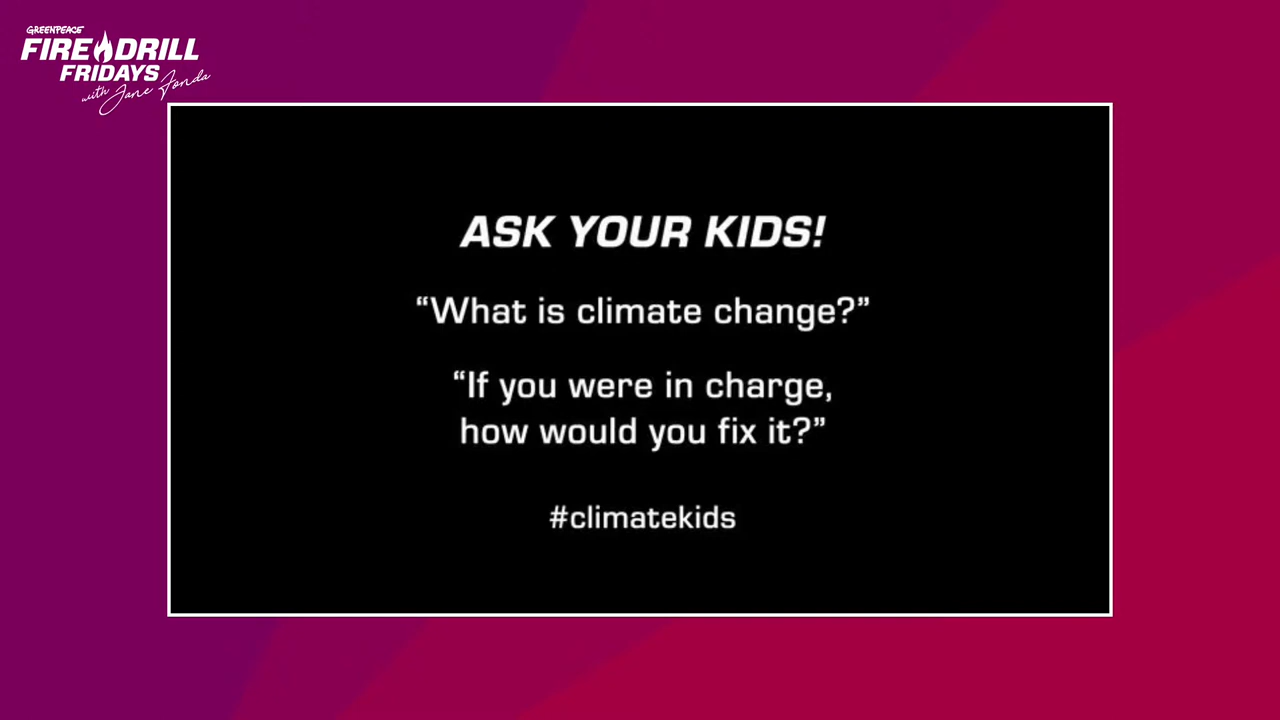 GREENPEACE
FIRE DRILL
FRIDAYS
with Jane Fonda
ASK YOUR KIDS!
“What is climate change?”
“If you were in charge,
how would you fix it?”
#climatekids